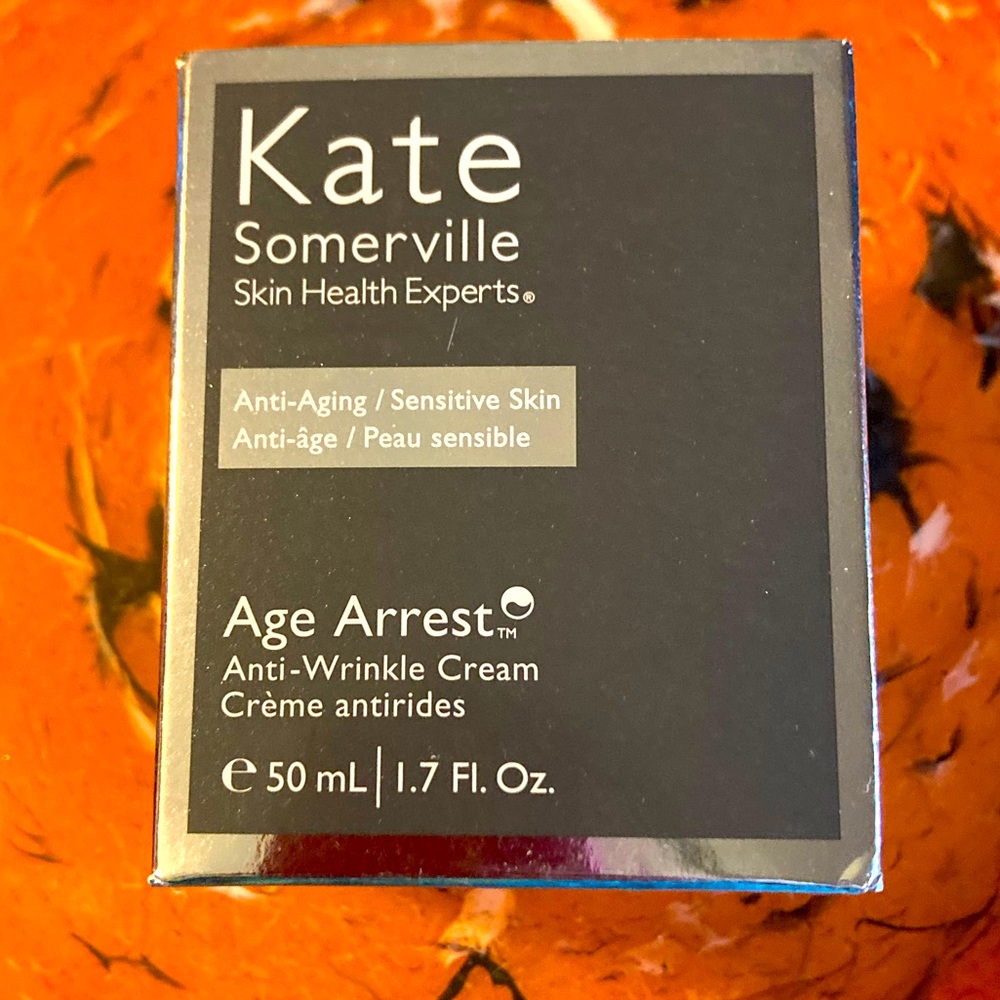 Kate
Somerville
Skin Health Experts®
Anti-Aging / Sensitive Skin
Anti-âge / Peau sensible
Age Arrest™
Anti-Wrinkle Cream
Crème antirides
℮ 50 mL | 1.7 Fl. Oz.